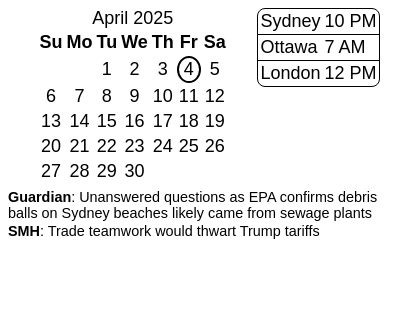 April 2025
Su Mo Tu We Th Fr Sa
1 2 3 4 5
6 7 8 9 10 11 12
13 14 15 16 17 18 19
20 21 22 23 24 25 26
27 28 29 30
Sydney 10 PM
Ottawa 7 AM
London 12 PM
Guardian: Unanswered questions as EPA confirms debris
balls on Sydney beaches likely came from sewage plants
SMH: Trade teamwork would thwart Trump tariffs